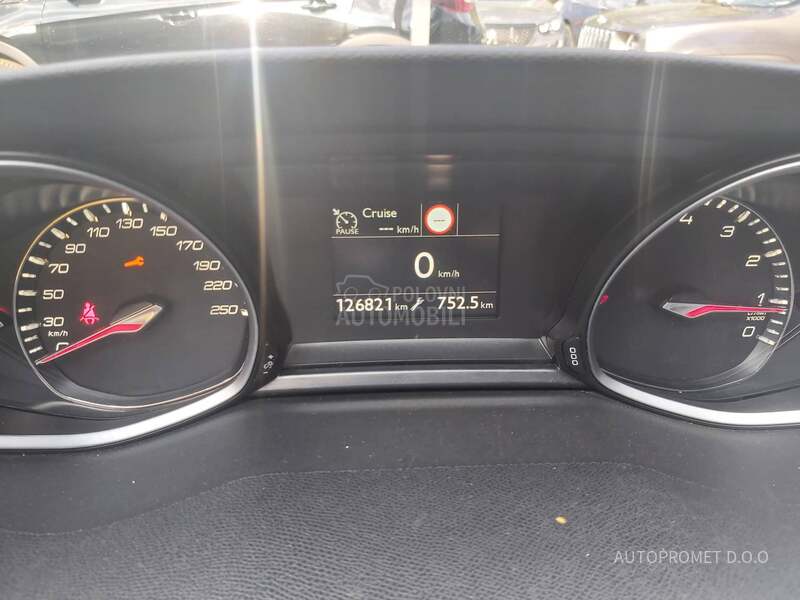 Cruise
PAUSE --- km/h
---
0 km/h
126821 km 752.5 km
POLOVNI
AUTOMOBILI
30 50 70 90 110 130 150 170 190 220 250
km/h
0 1 2 3 4
x1000
AUTOPROMET D.O.O